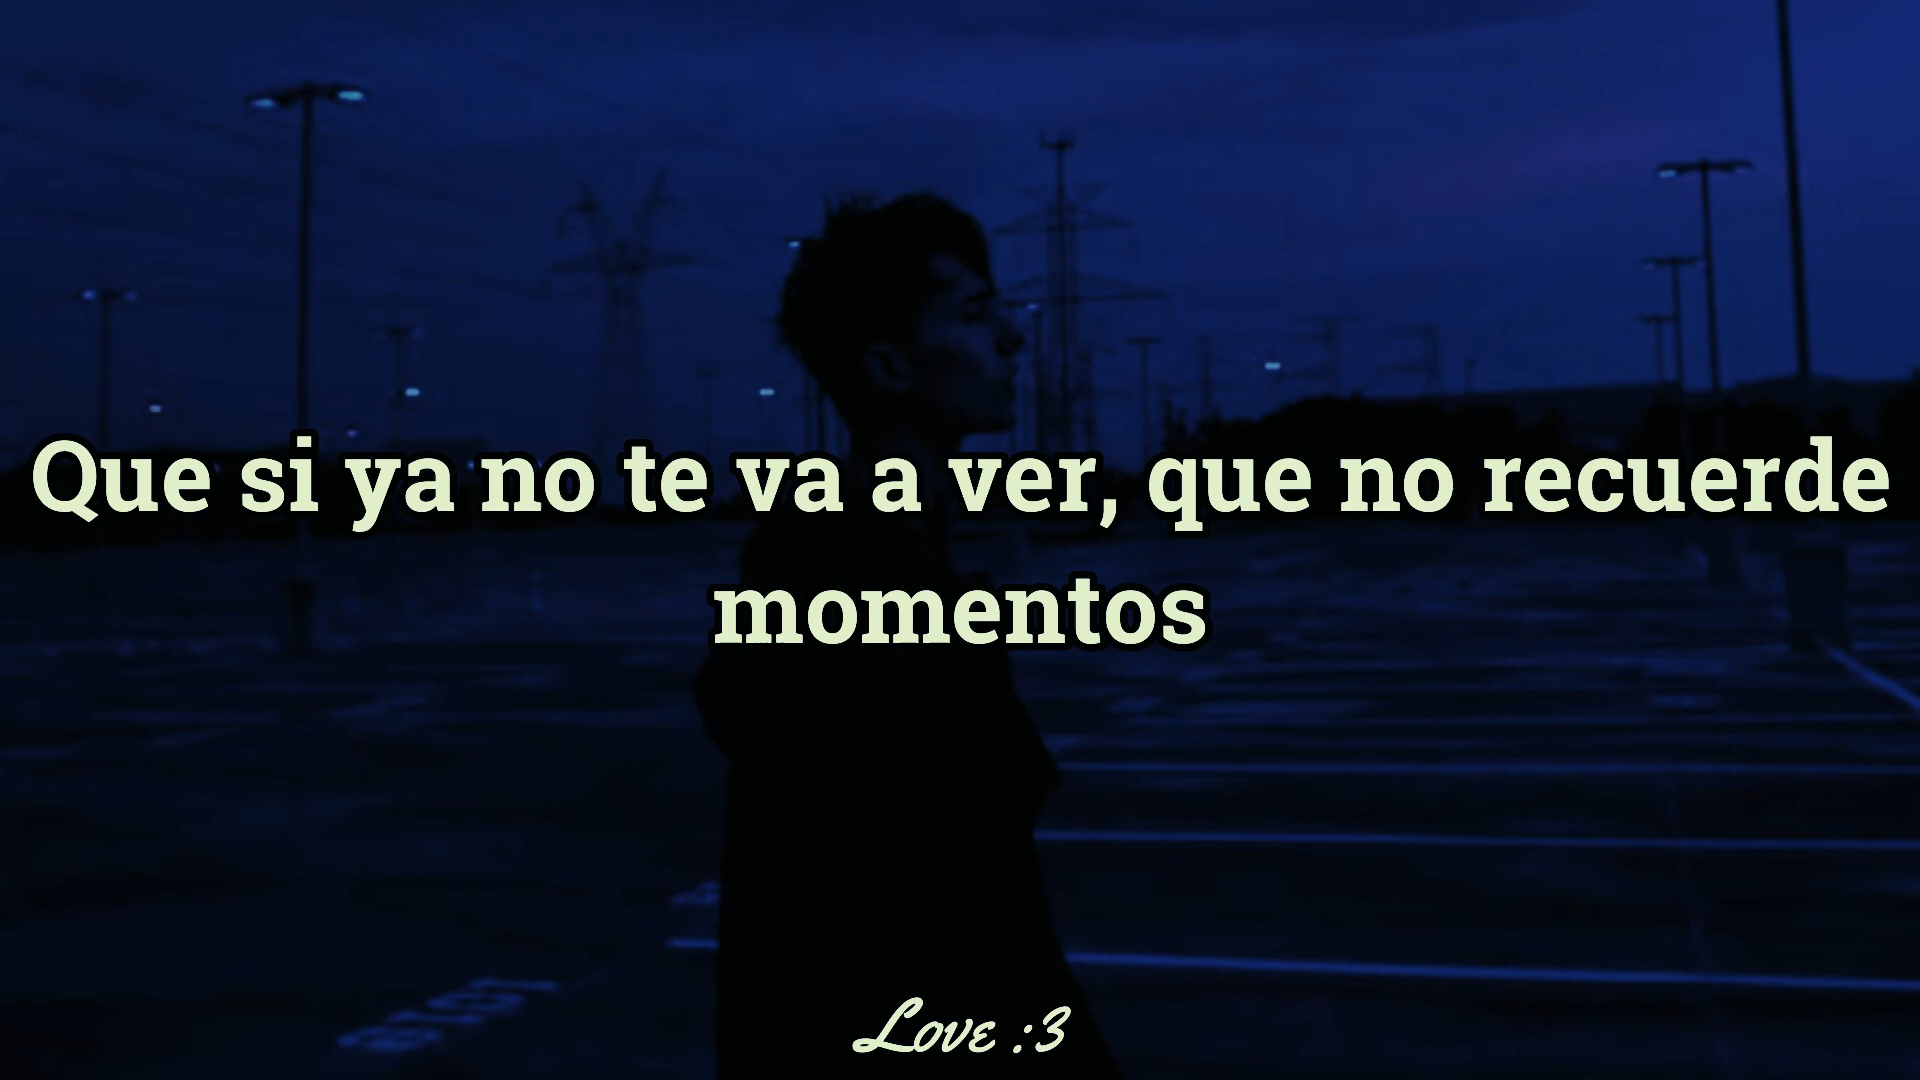 Que si ya no te va a ver, que no recuerde
momentos
Love :3